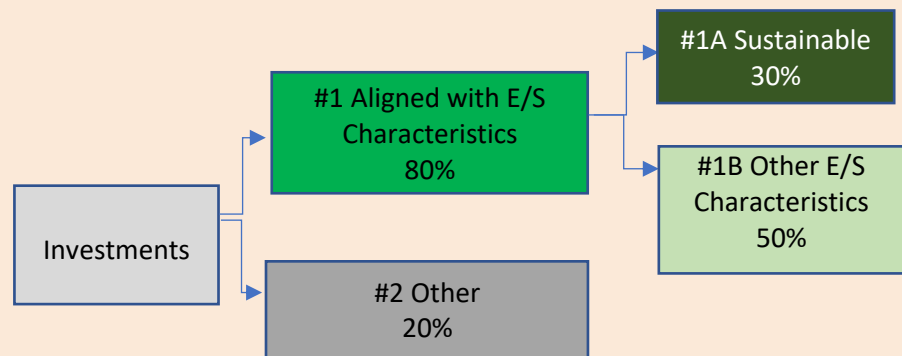 #1A Sustainable
30%
#1 Aligned with E/S
Characteristics
80%
#1B Other E/S
Characteristics
50%
Investments
#2 Other
20%